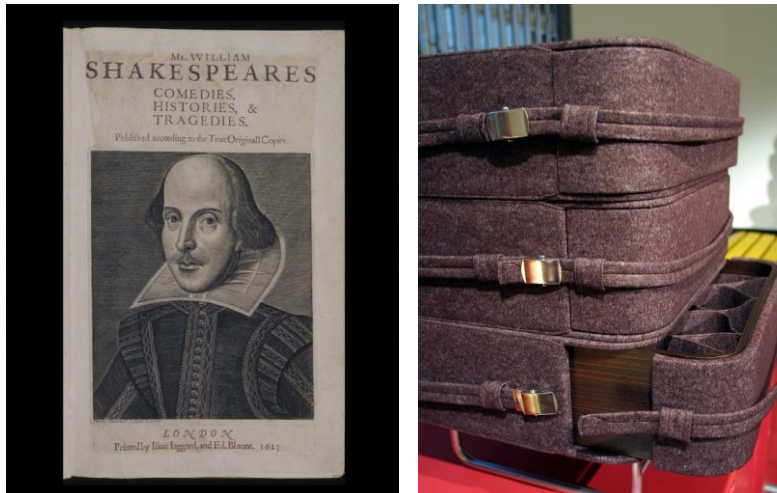 Mr. WILLIAM
SHAKESPEARES
COMEDIES,
HISTORIES, &
TRAGEDIES.
Published according to the True Originall Copies.
LONDON
Printed by Isaac Iaggard, and Ed. Blount. 1623